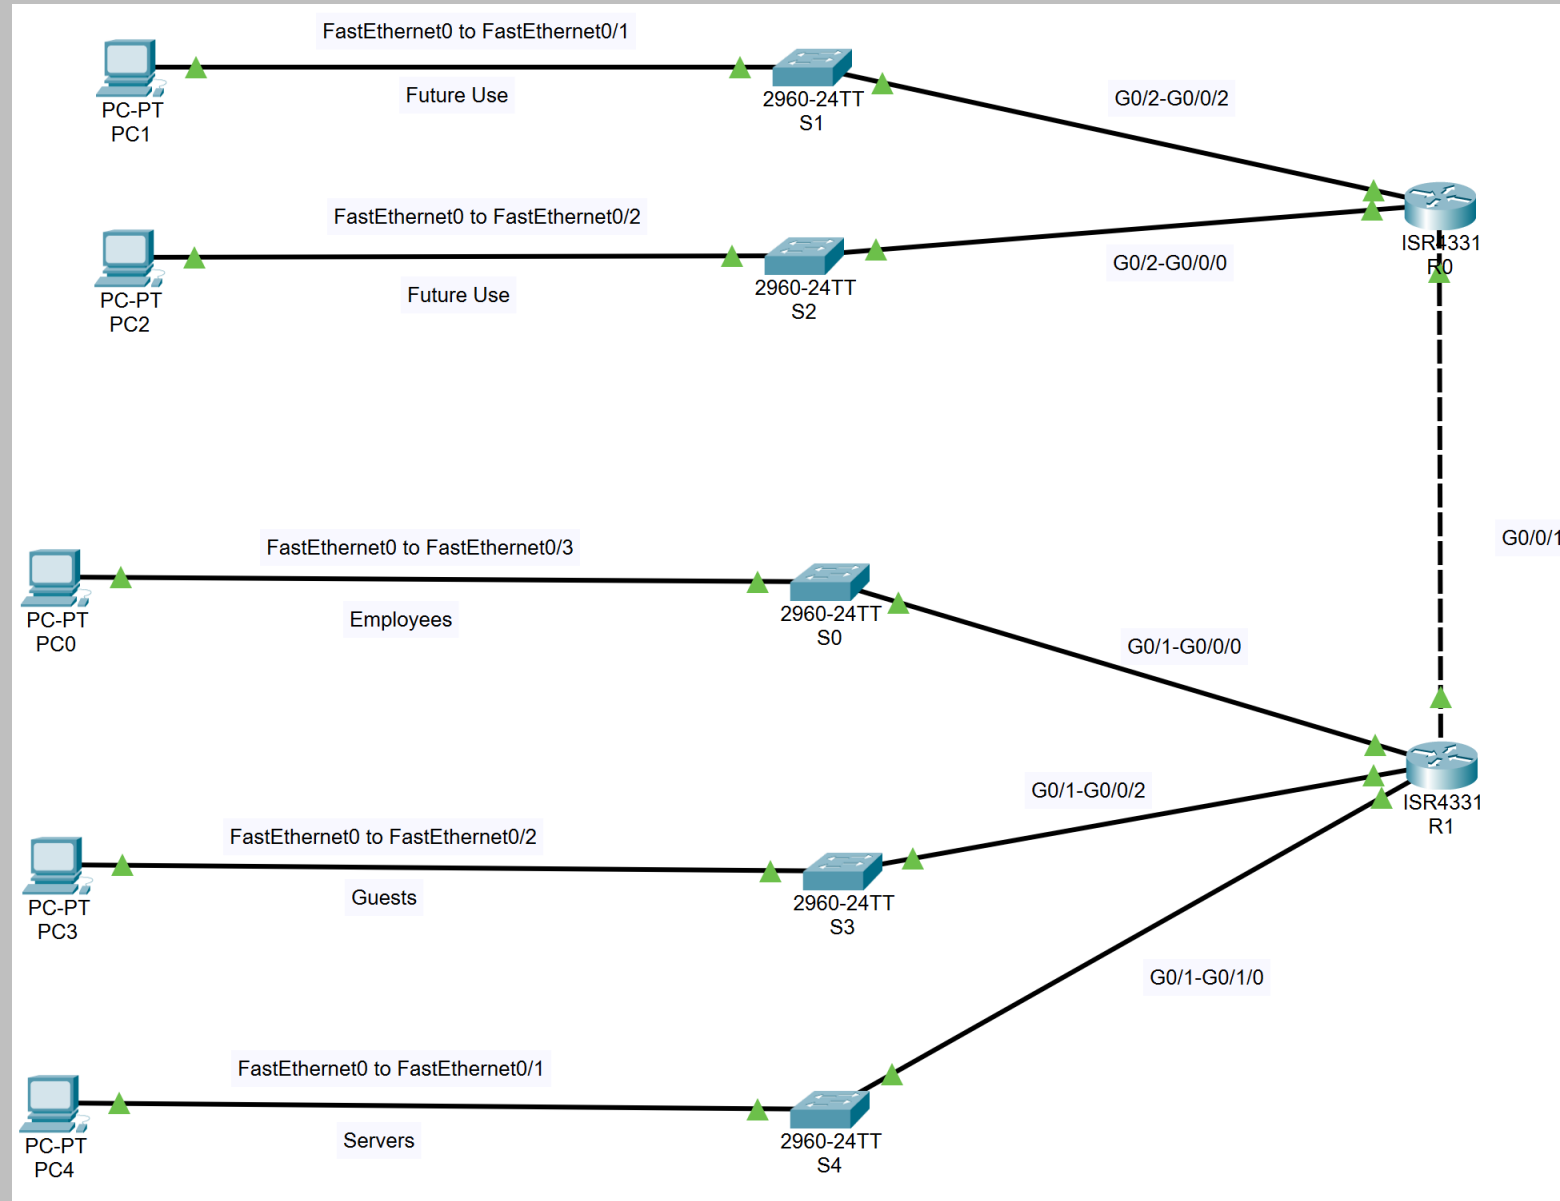 FastEthernet0 to FastEthernet0/1
Future Use
PC-PT
PC1
2960-24TT
S1
G0/2-G0/0/2
FastEthernet0 to FastEthernet0/2
Future Use
PC-PT
PC2
2960-24TT
S2
G0/2-G0/0/0
ISR4331
R0
G0/0/1
FastEthernet0 to FastEthernet0/3
Employees
PC-PT
PC0
2960-24TT
S0
G0/1-G0/0/0
FastEthernet0 to FastEthernet0/2
Guests
PC-PT
PC3
2960-24TT
S3
G0/1-G0/0/2
ISR4331
R1
G0/1-G0/1/0
FastEthernet0 to FastEthernet0/1
Servers
PC-PT
PC4
2960-24TT
S4